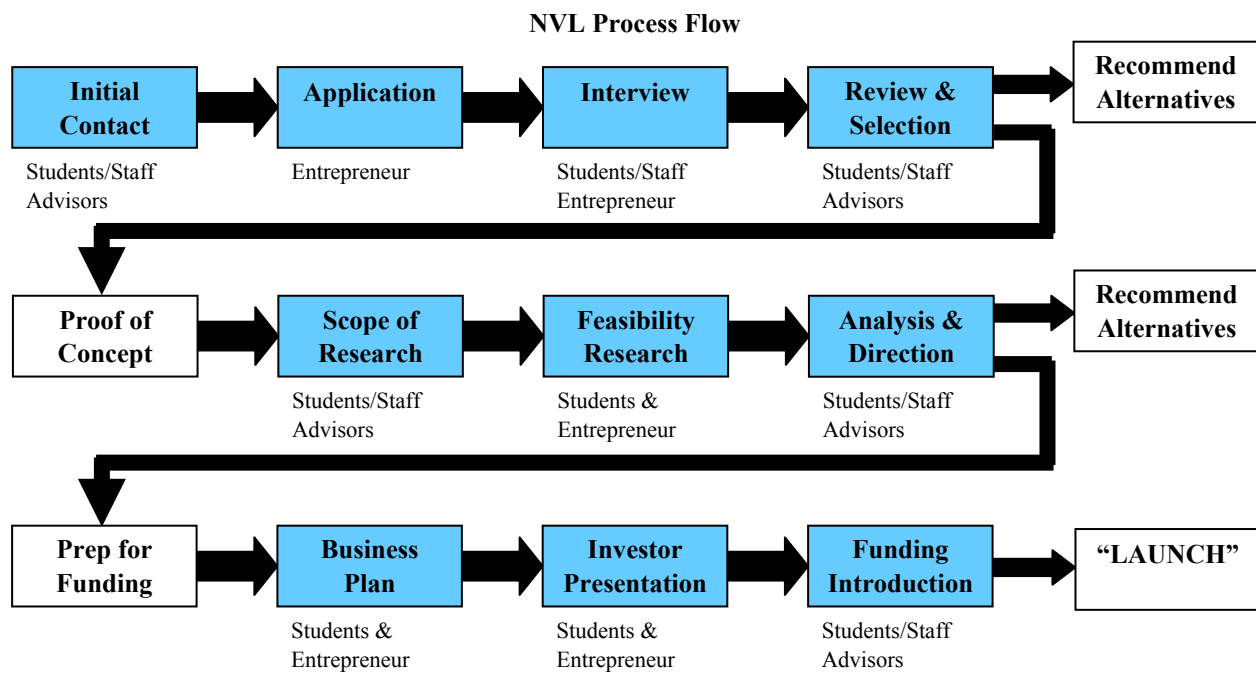 NVL Process Flow
Initial
Contact
Application
Interview
Review &
Selection
Recommend
Alternatives
Students/Staff
Advisors
Entrepreneur
Students/Staff
Entrepreneur
Students/Staff
Advisors
Proof of
Concept
Scope of
Research
Feasibility
Research
Analysis &
Direction
Recommend
Alternatives
Students/Staff
Advisors
Students &
Entrepreneur
Students/Staff
Advisors
Prep for
Funding
Business
Plan
Investor
Presentation
Funding
Introduction
“LAUNCH”
Students &
Entrepreneur
Students &
Entrepreneur
Students/Staff
Advisors